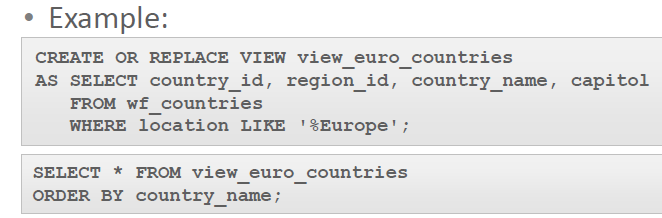 • Example:
CREATE OR REPLACE VIEW view_euro_countries
AS SELECT country_id, region_id, country_name, capitol
FROM wf_countries
WHERE location LIKE '%Europe';
SELECT * FROM view_euro_countries
ORDER BY country_name;